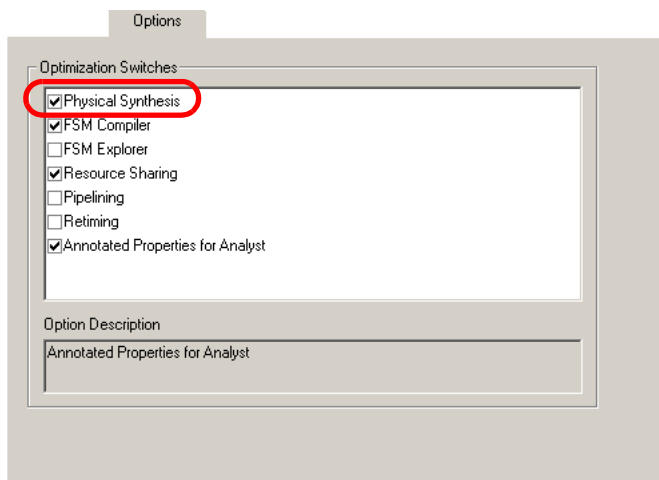 Options
Optimization Switches
Physical Synthesis
FSM Compiler
FSM Explorer
Resource Sharing
Pipelining
Retiming
Annotated Properties for Analyst
Option Description
Annotated Properties for Analyst